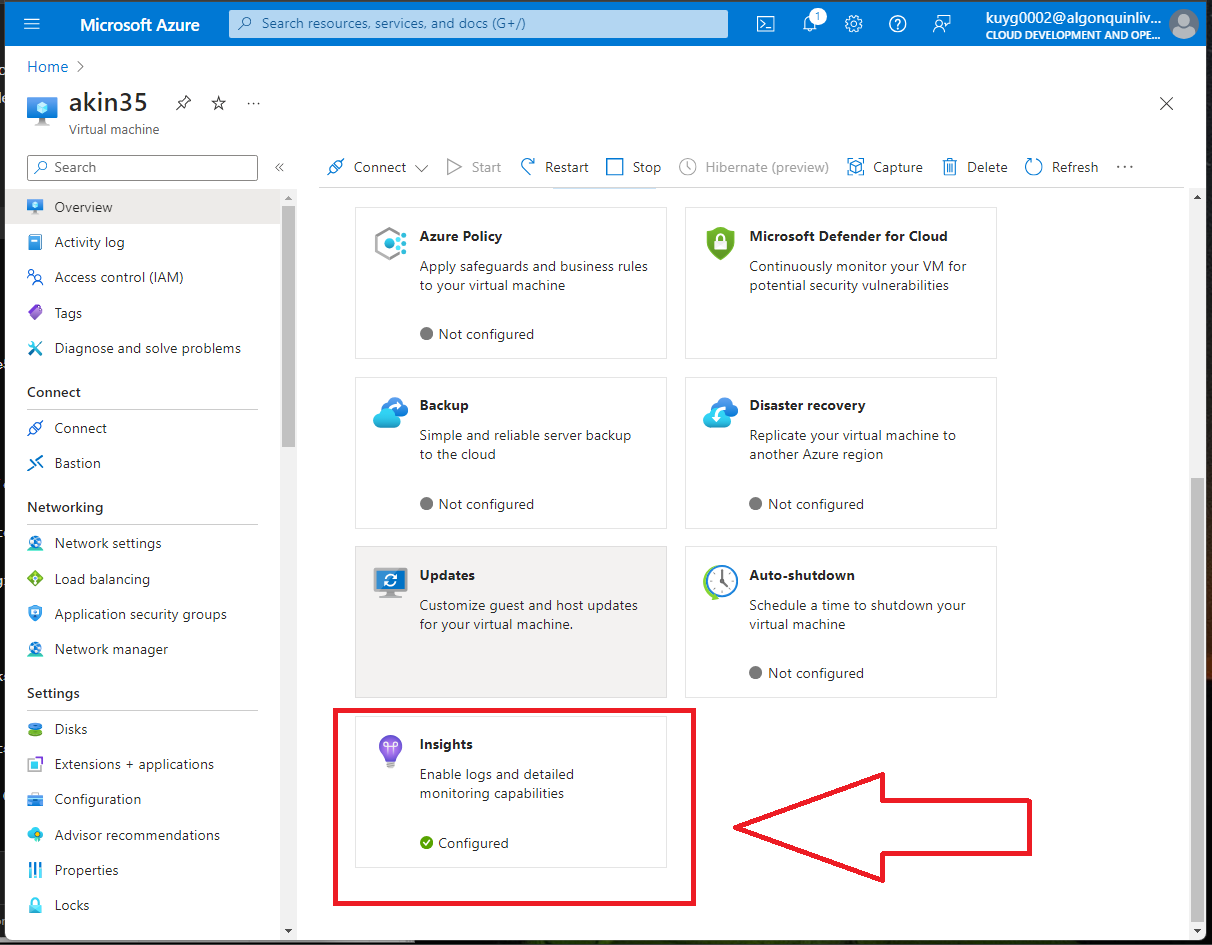 Microsoft Azure
Search resources, services, and docs (G+/)
1
kuyg0002@algonquinliv...
CLOUD DEVELOPMENT AND OPE...
Home
akin35
Virtual machine
Search
Connect
Start
Restart
Stop
Hibernate (preview)
Capture
Delete
Refresh
Overview
Activity log
Access control (IAM)
Tags
Diagnose and solve problems
Connect
Connect
Bastion
Networking
Network settings
Load balancing
Application security groups
Network manager
Settings
Disks
Extensions + applications
Configuration
Advisor recommendations
Properties
Locks
Azure Policy
Apply safeguards and business rules
to your virtual machine
Not configured
Microsoft Defender for Cloud
Continuously monitor your VM for
potential security vulnerabilities
Backup
Simple and reliable server backup
to the cloud
Not configured
Disaster recovery
Replicate your virtual machine to
another Azure region
Not configured
Updates
Customize guest and host updates
for your virtual machine.
Auto-shutdown
Schedule a time to shutdown your
virtual machine
Not configured
Insights
Enable logs and detailed
monitoring capabilities
Configured